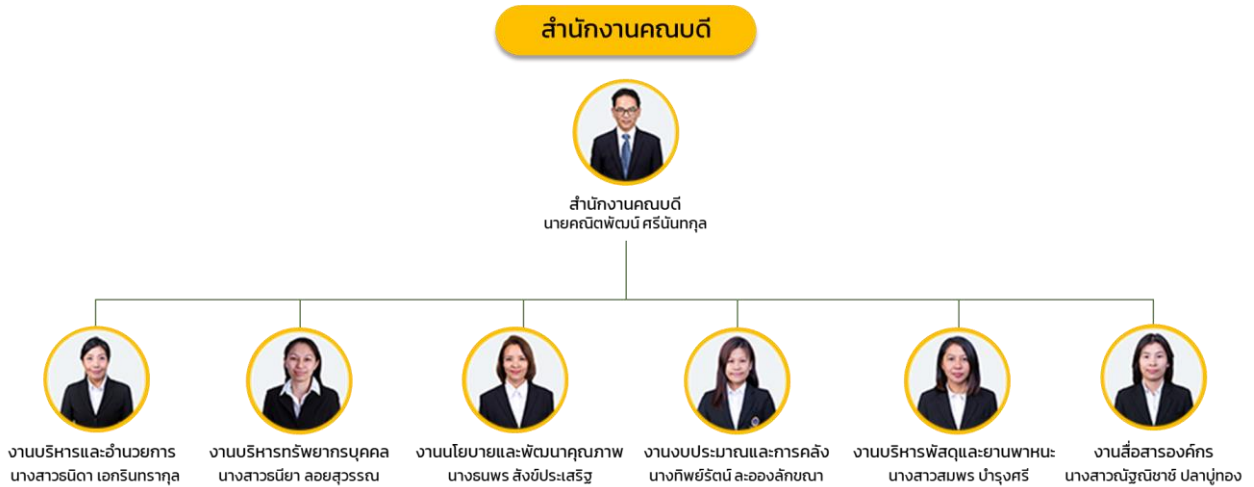 สำนักงานคณบดี
สำนักงานคณบดี
นายคณิตพัฒน์ ศรีนันทกุล
งานบริหารและอำนวยการ
นางสาวธนิดา เอกรินทรากุล
งานบริหารทรัพยากรบุคคล
นางสาวธนียา ลอยสุวรรณ
งานนโยบายและพัฒนาคุณภาพ
นางธนพร สังข์ประเสริฐ
งานงบประมาณและการคลัง
นางทิพย์รัตน์ ละอองลักขณา
งานบริหารพัสดุและยานพาหนะ
นางสาวสมพร บำรุงศรี
งานสื่อสารองค์กร
นางสาวณัฐณิชาช์ ปลาบู่ทอง